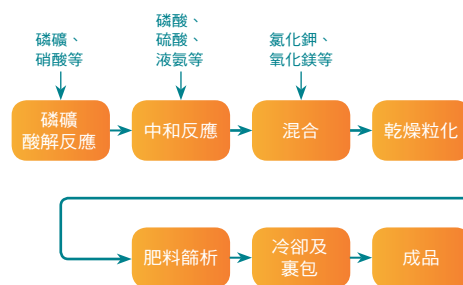 磷礦、
硝酸等
磷酸、
硫酸、
液氨等
氯化鉀、
氧化鎂等
磷礦
酸解反應
中和反應
混合
乾燥粒化
肥料篩析
冷卻及
裹包
成品